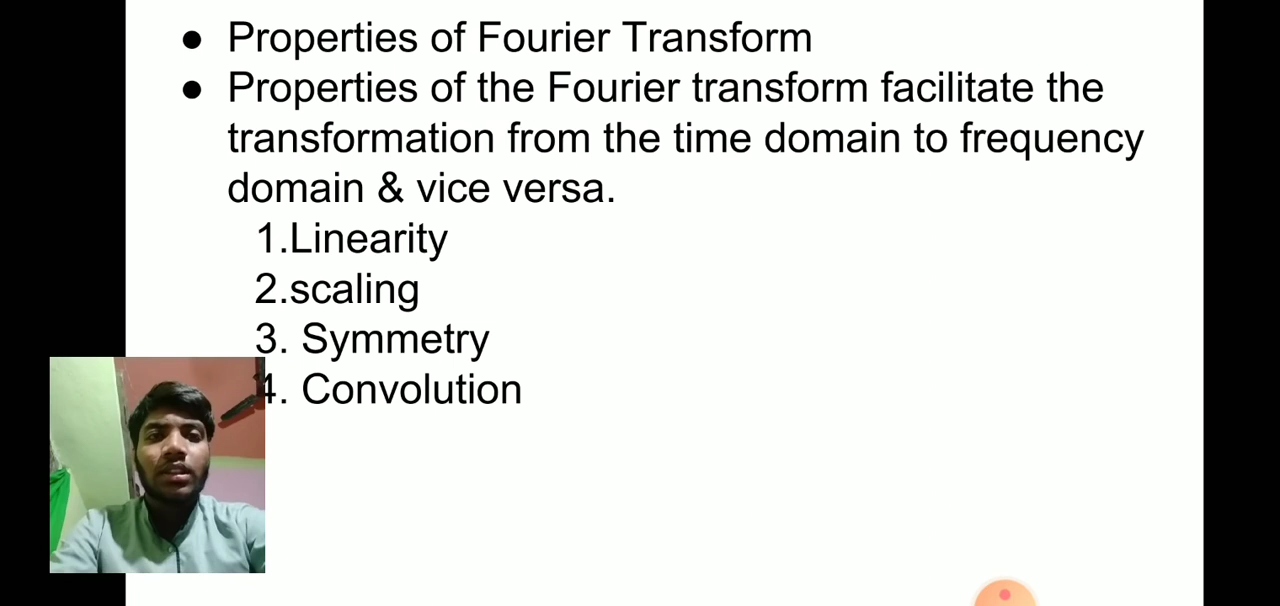 ● Properties of Fourier Transform
● Properties of the Fourier transform facilitate the
transformation from the time domain to frequency
domain & vice versa.
1.Linearity
2.scaling
3. Symmetry
4. Convolution